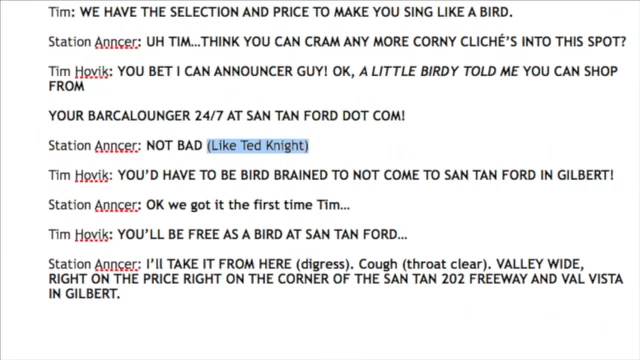 Tim: WE HAVE THE SELECTION AND PRICE TO MAKE YOU SING LIKE A BIRD.
Station Anncer: UH TIM…THINK YOU CAN CRAM ANY MORE CORNY CLICHÉ'S INTO THIS SPOT?
Tim Hovik: YOU BET I CAN ANNOUNCER GUY! OK, A LITTLE BIRDY TOLD ME YOU CAN SHOP
FROM
YOUR BARCALOUNGER 24/7 AT SAN TAN FORD DOT COM!
Station Anncer: NOT BAD (Like Ted Knight)
Tim Hovik: YOU'D HAVE TO BE BIRD BRAINED TO NOT COME TO SAN TAN FORD IN GILBERT!
Station Anncer: OK we got it the first time Tim…
Tim Hovik: YOU'LL BE FREE AS A BIRD AT SAN TAN FORD…
Station Anncer: I'll TAKE IT FROM HERE (digress). Cough (throat clear). VALLEY WIDE,
RIGHT ON THE PRICE RIGHT ON THE CORNER OF THE SAN TAN 202 FREEWAY AND VAL VISTA
IN GILBERT.